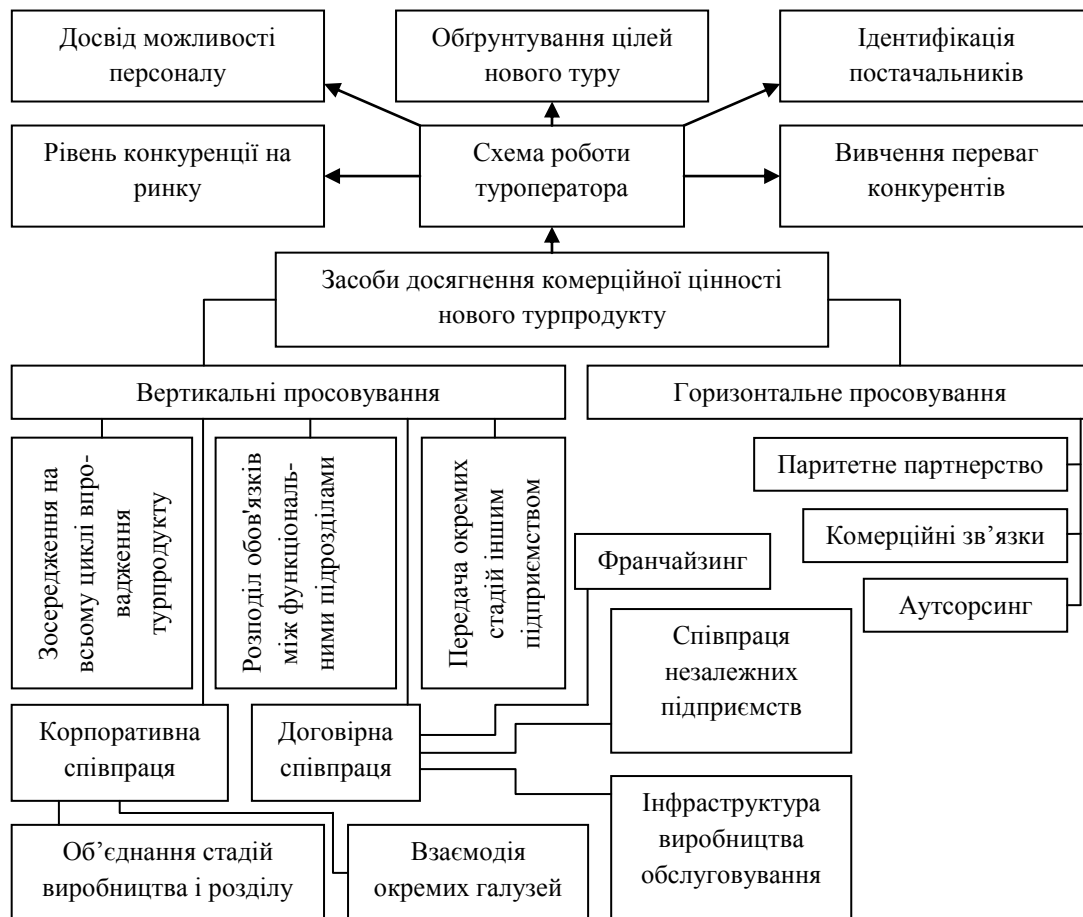 Досвід можливості
персоналу
Обґрунтування цілей
нового туру
Ідентифікація
постачальників
Рівень конкуренції на
ринку
Схема роботи
туроператора
Вивчення переваг
конкурентів
Засоби досягнення комерційної цінності
нового турпродукту
Вертикальні просовування
Горизонтальне просовування
Зосередження на
всьому циклі впро-
вадження
турпродукту
Розподіл обов'язків
між функціональ-
ними підрозділами
Передача окремих
стадій іншим
підприємством
Паритетне партнерство
Комерційні зв’язки
Аутсорсинг
Франчайзинг
Співпраця
незалежних
підприємств
Корпоративна
співпраця
Договірна
співпраця
Інфраструктура
виробництва
обслуговування
Об’єднання стадій
виробництва і розділу
Взаємодія
окремих галузей